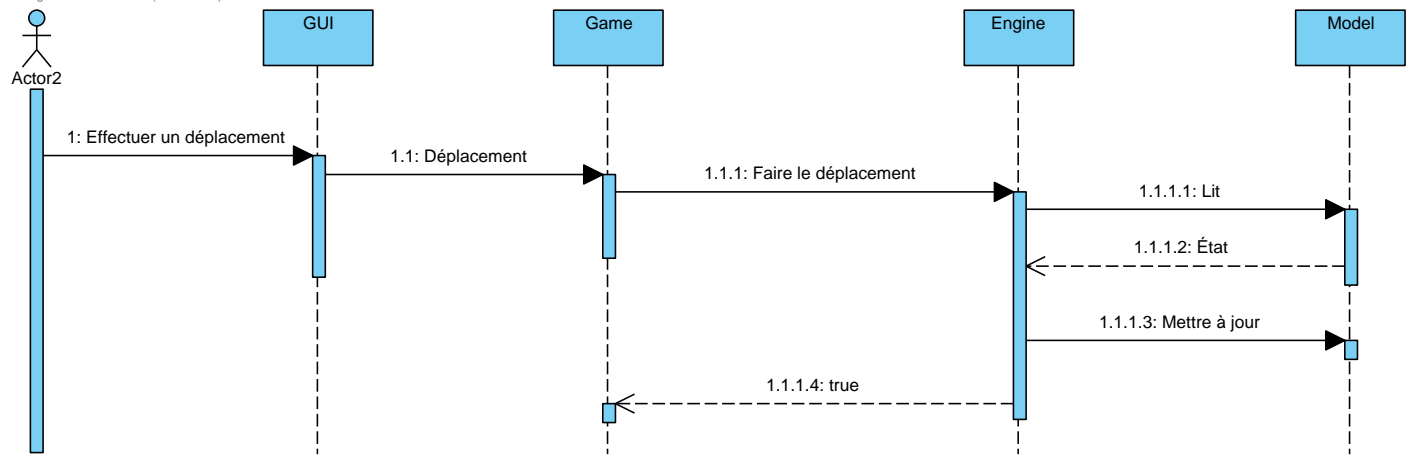 GUI
Game
Engine
Model
Actor2
1: Effectuer un déplacement
1.1: Déplacement
1.1.1: Faire le déplacement
1.1.1.1: Lit
1.1.1.2: État
1.1.1.3: Mettre à jour
1.1.1.4: true